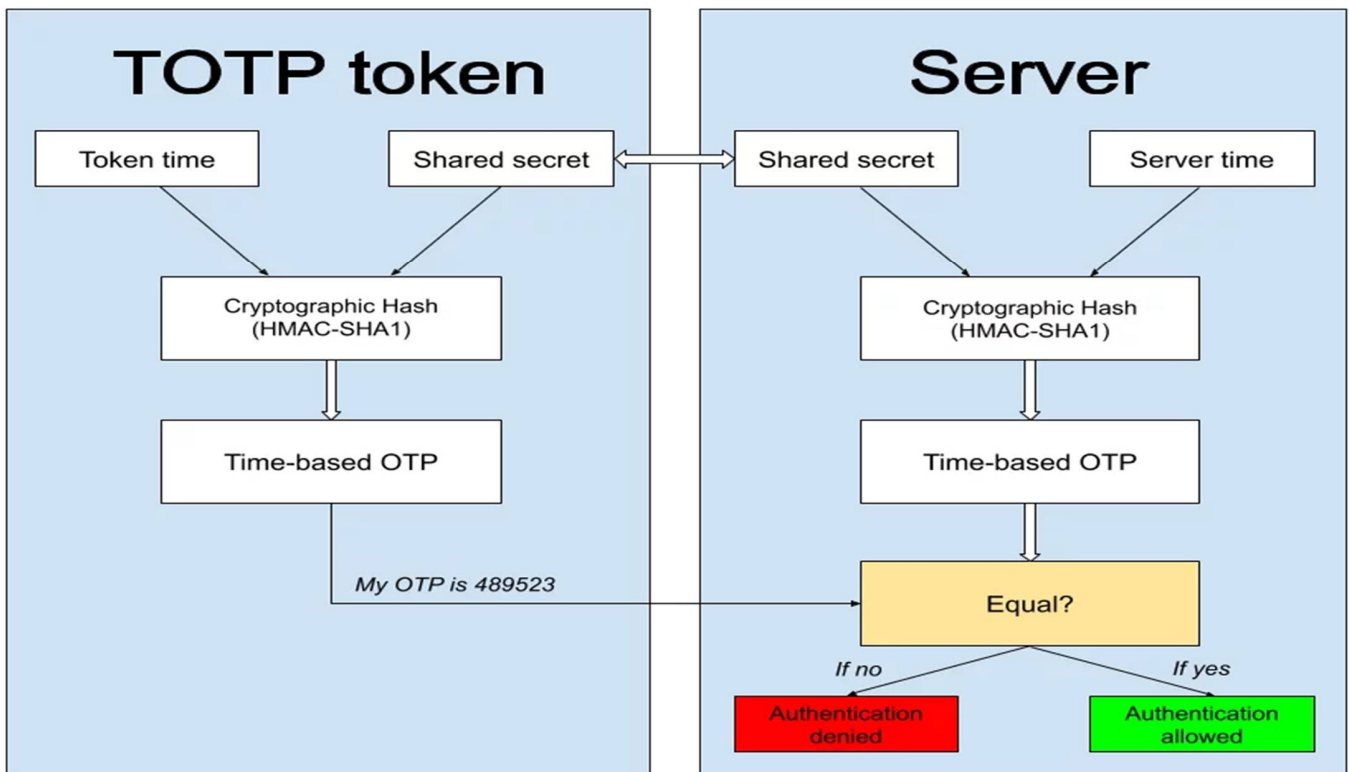 TOTP token
Server
Token time
Shared secret
Shared secret
Server time
Cryptographic Hash
(HMAC-SHA1)
Cryptographic Hash
(HMAC-SHA1)
Time-based OTP
Time-based OTP
My OTP is 489523
Equal?
If no
If yes
Authentication
denied
Authentication
allowed